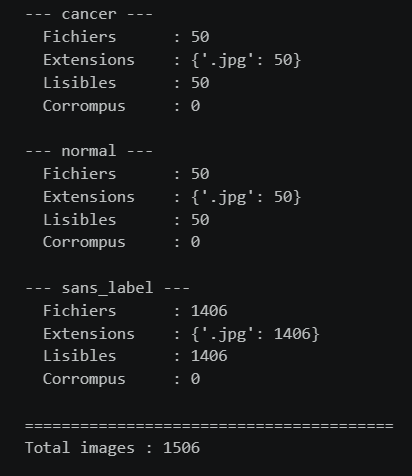 --- cancer ---
  Fichiers      : 50
  Extensions    : {'.jpg': 50}
  Lisibles      : 50
  Corrompus     : 0

--- normal ---
  Fichiers      : 50
  Extensions    : {'.jpg': 50}
  Lisibles      : 50
  Corrompus     : 0

--- sans_label ---
  Fichiers      : 1406
  Extensions    : {'.jpg': 1406}
  Lisibles      : 1406
  Corrompus     : 0

========================================
Total images : 1506